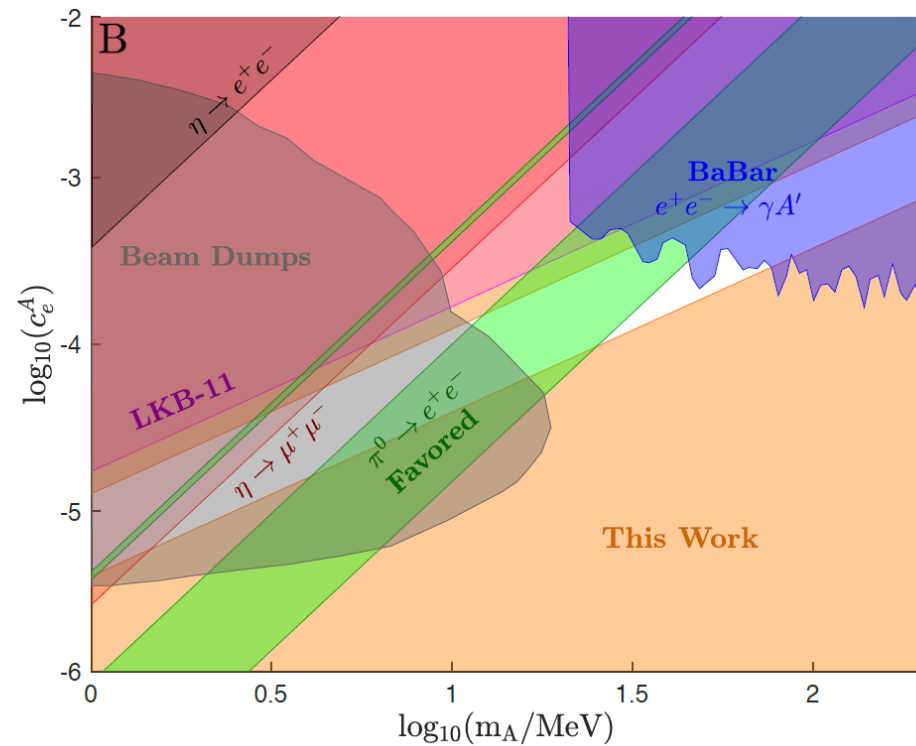 B
-2
-3
-4
-5
-6
log₁₀(cₑᴬ)
η → e⁺e⁻
BaBar
e⁺e⁻ → γA′
Beam Dumps
LKB-11
η → μ⁺μ⁻
π⁰ → e⁺e⁻
Favored
This Work
0
0.5
1
1.5
2
log₁₀(m_A/MeV)